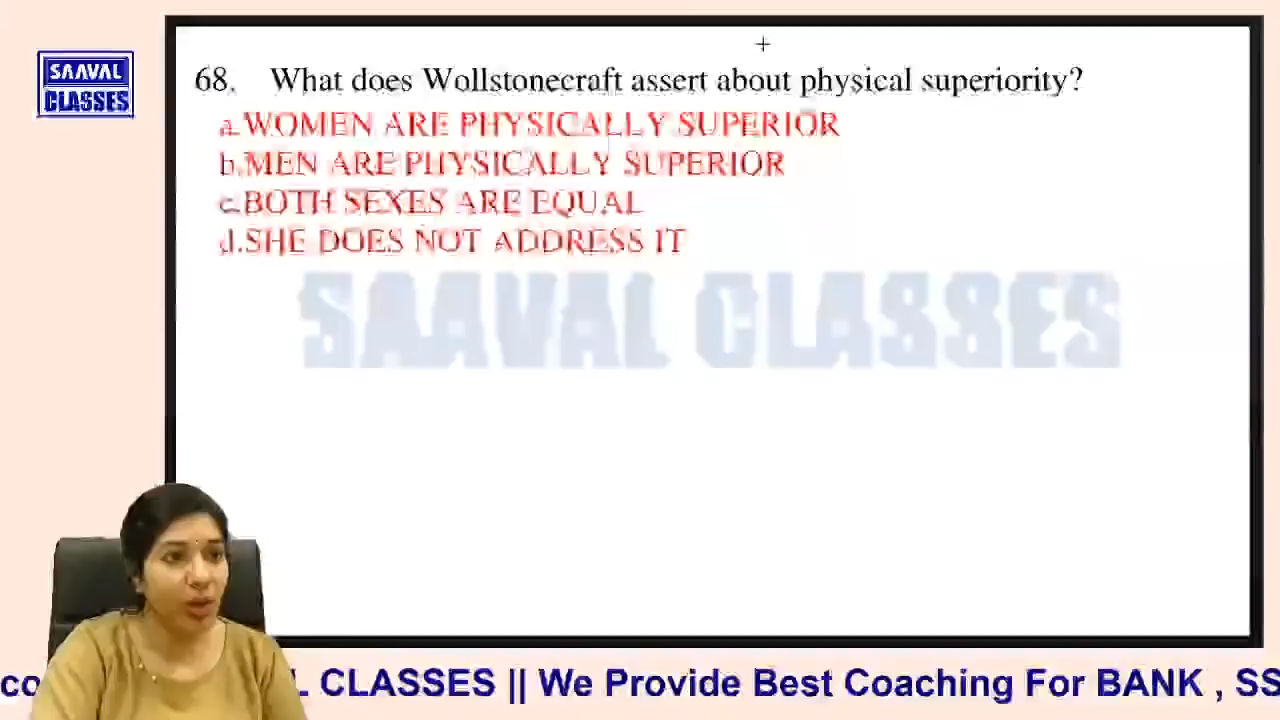 SAAVAL
CLASSES
68. What does Wollstonecraft assert about physical superiority?
a.WOMEN ARE PHYSICALLY SUPERIOR
b.MEN ARE PHYSICALLY SUPERIOR
c.BOTH SEXES ARE EQUAL
d.SHE DOES NOT ADDRESS IT
SAAVAL CLASSES
co L CLASSES || We Provide Best Coaching For BANK , SS